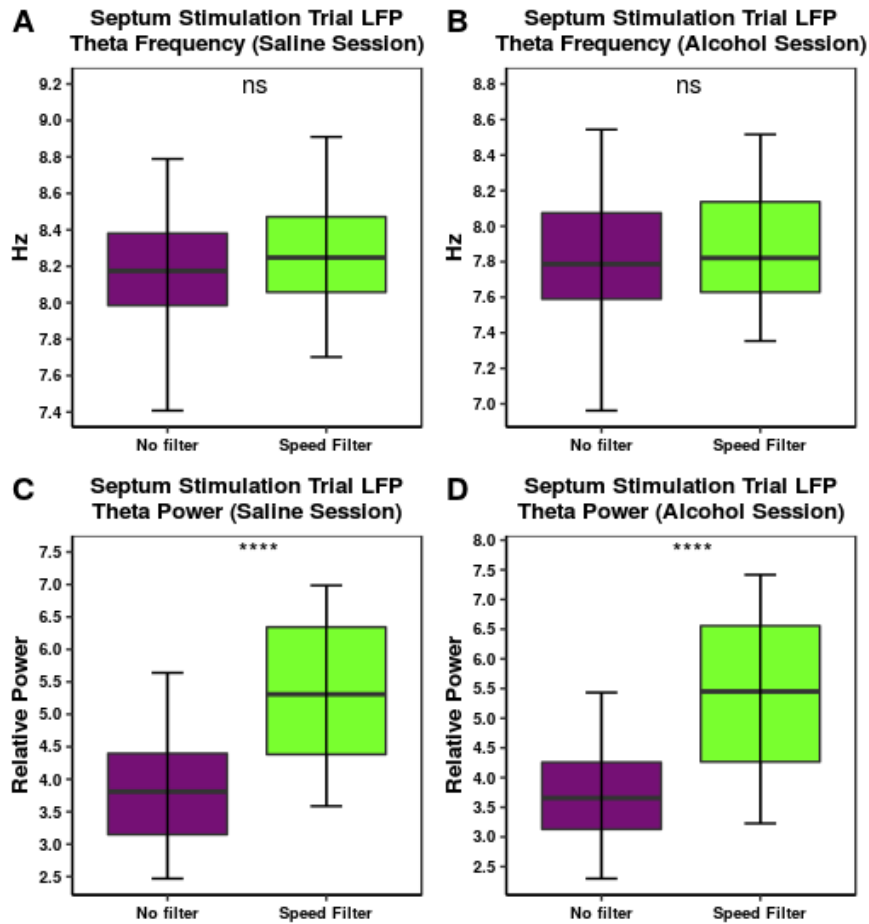 A
Septum Stimulation Trial LFP
Theta Frequency (Saline Session)
ns
Hz
9.2
9.0
8.8
8.6
8.4
8.2
8.0
7.8
7.6
7.4
No filter
Speed Filter
B
Septum Stimulation Trial LFP
Theta Frequency (Alcohol Session)
ns
Hz
8.8
8.6
8.4
8.2
8.0
7.8
7.6
7.4
7.2
7.0
No filter
Speed Filter
C
Septum Stimulation Trial LFP
Theta Power (Saline Session)
****
Relative Power
7.5
7.0
6.5
6.0
5.5
5.0
4.5
4.0
3.5
3.0
2.5
No filter
Speed Filter
D
Septum Stimulation Trial LFP
Theta Power (Alcohol Session)
****
Relative Power
8.0
7.5
7.0
6.5
6.0
5.5
5.0
4.5
4.0
3.5
3.0
2.5
No filter
Speed Filter